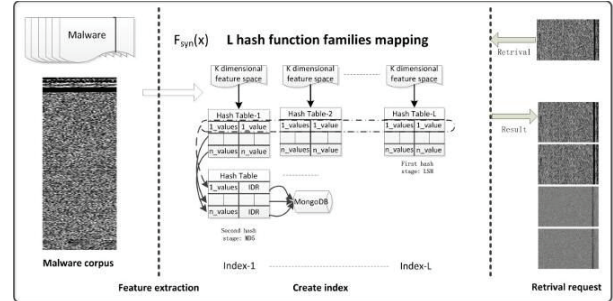 Malware
Malware corpus
Feature extraction
F_syn(x) L hash function families mapping
K dimensional
feature space
K dimensional
feature space
K dimensional
feature space
Hash Table-1
1_values 1_value
n_values n_value
Hash Table-2
1_values 1_value
n_values n_value
Hash Table-L
1_values 1_value
n_values n_value
First hash
stage: LSH
Hash Table
1_values IDR
IDR
n_values IDR
MongoDB
Second hash
stage: MD5
Index-1
Index-L
Create index
Retrival
Result
Retrival request